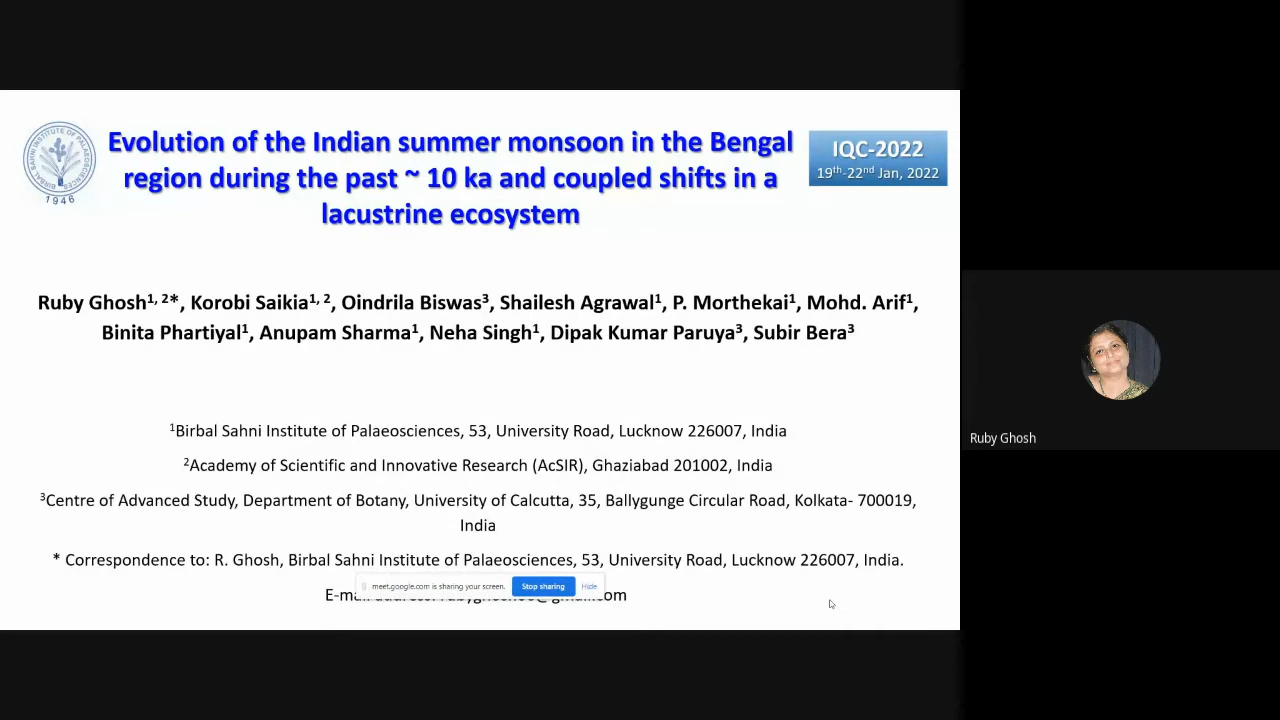 BIRBAL SAHNI INSTITUTE OF PALAEOSCIENCES
1946
Evolution of the Indian summer monsoon in the Bengal
region during the past ~ 10 ka and coupled shifts in a
lacustrine ecosystem
IQC-2022
19th-22nd Jan, 2022
Ruby Ghosh1, 2*, Korobi Saikia1, 2, Oindrila Biswas3, Shailesh Agrawal1, P. Morthekai1, Mohd. Arif1,
Binita Phartiyal1, Anupam Sharma1, Neha Singh1, Dipak Kumar Paruya3, Subir Bera3
1Birbal Sahni Institute of Palaeosciences, 53, University Road, Lucknow 226007, India
2Academy of Scientific and Innovative Research (AcSIR), Ghaziabad 201002, India
3Centre of Advanced Study, Department of Botany, University of Calcutta, 35, Ballygunge Circular Road, Kolkata- 700019,
India
* Correspondence to: R. Ghosh, Birbal Sahni Institute of Palaeosciences, 53, University Road, Lucknow 226007, India.
meet.google.com is sharing your screen. Stop sharing Hide
Ruby Ghosh